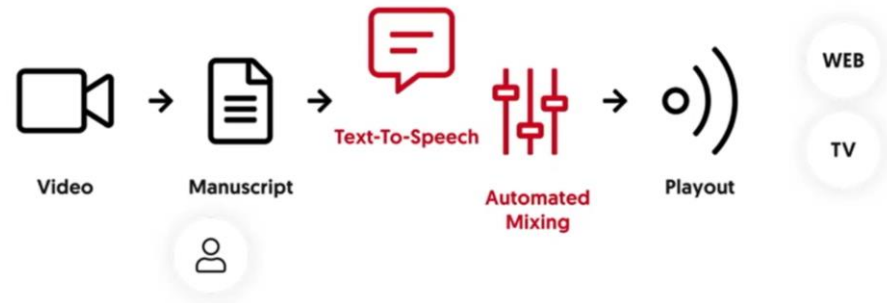 WEB
Text-To-Speech
TV
Video
Manuscript
Automated
Mixing
Playout